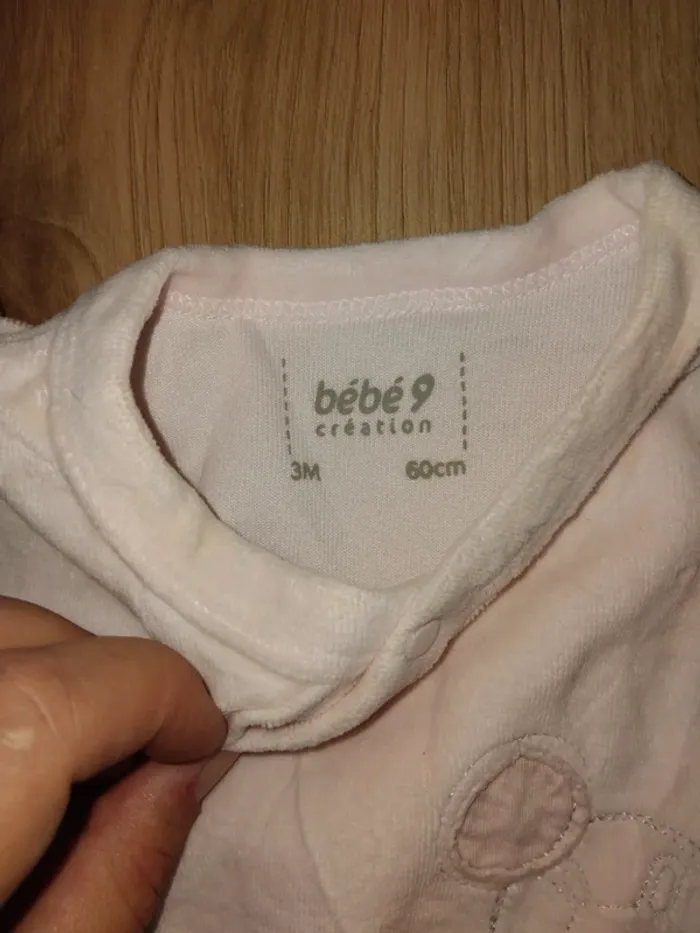 bébé 9
création
3M 60cm